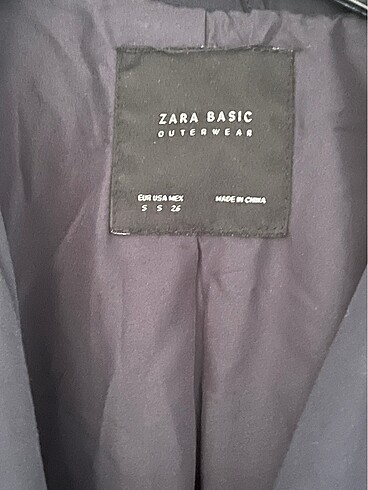 ZARA BASIC
OUTERWEAR
EUR USA MEX MADE IN CHINA
S S 26